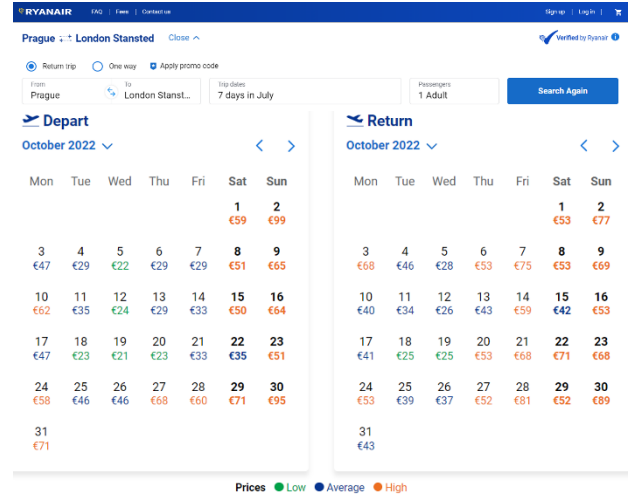 RYANAIR FAQ | Fees | Contact us Sign up | Log in |
Prague London Stansted Close Verified by Ryanair
Return trip One way Apply promo code
From To Trip dates Passengers
Prague London Stanst... 7 days in July 1 Adult Search Again
Depart
October 2022
Mon Tue Wed Thu Fri Sat Sun
1 2
€59 €99
3 4 5 6 7 8 9
€47 €29 €22 €29 €29 €51 €65
10 11 12 13 14 15 16
€62 €35 €24 €29 €33 €50 €64
17 18 19 20 21 22 23
€47 €23 €21 €23 €33 €35 €51
24 25 26 27 28 29 30
€58 €46 €46 €68 €60 €71 €95
31
€71
Return
October 2022
Mon Tue Wed Thu Fri Sat Sun
1 2
€53 €77
3 4 5 6 7 8 9
€68 €46 €28 €53 €75 €53 €69
10 11 12 13 14 15 16
€40 €34 €26 €43 €59 €42 €53
17 18 19 20 21 22 23
€41 €25 €25 €53 €68 €71 €68
24 25 26 27 28 29 30
€53 €39 €37 €52 €81 €52 €89
31
€43
Prices Low Average High